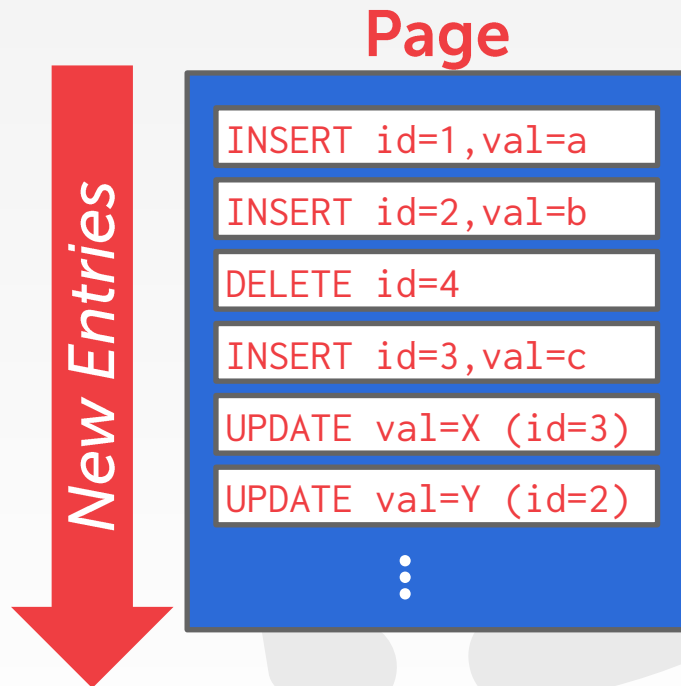 Page
New Entries
INSERT id=1,val=a
INSERT id=2,val=b
DELETE id=4
INSERT id=3,val=c
UPDATE val=X (id=3)
UPDATE val=Y (id=2)
⋮